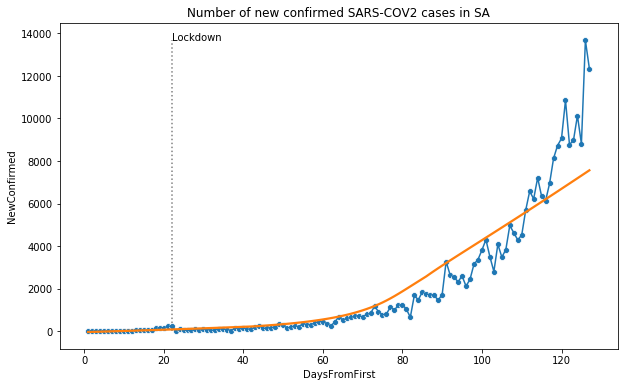 Number of new confirmed SARS-COV2 cases in SA
Lockdown
NewConfirmed
14000
12000
10000
8000
6000
4000
2000
0
0 20 40 60 80 100 120
DaysFromFirst